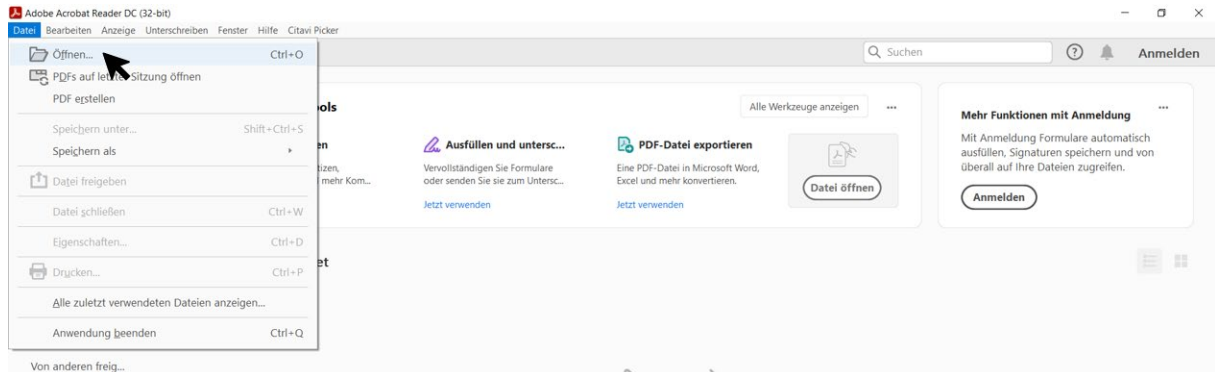 Adobe Acrobat Reader DC (32-bit)
Datei Bearbeiten Anzeige Unterschreiben Fenster Hilfe Citavi Picker
Öffnen... Ctrl+O
PDFs auf Sitzung öffnen
PDF erstellen
Speichern unter... Shift+Ctrl+S
Speichern als
Datei freigeben
Datei schließen Ctrl+W
Eigenschaften... Ctrl+D
Drucken... Ctrl+P
Alle zuletzt verwendeten Dateien anzeigen...
Anwendung beenden Ctrl+Q
Von anderen freig...
Suchen
Anmelden
ols
Alle Werkzeuge anzeigen
en
tizen,
mehr Kom...
Ausfüllen und untersc...
Vervollständigen Sie Formulare
oder senden Sie sie zum Untersc...
Jetzt verwenden
PDF-Datei exportieren
Eine PDF-Datei in Microsoft Word,
Excel und mehr konvertieren.
Jetzt verwenden
Datei öffnen
Mehr Funktionen mit Anmeldung
Mit Anmeldung Formulare automatisch
ausfüllen, Signaturen speichern und von
überall auf Ihre Dateien zugreifen.
Anmelden
et